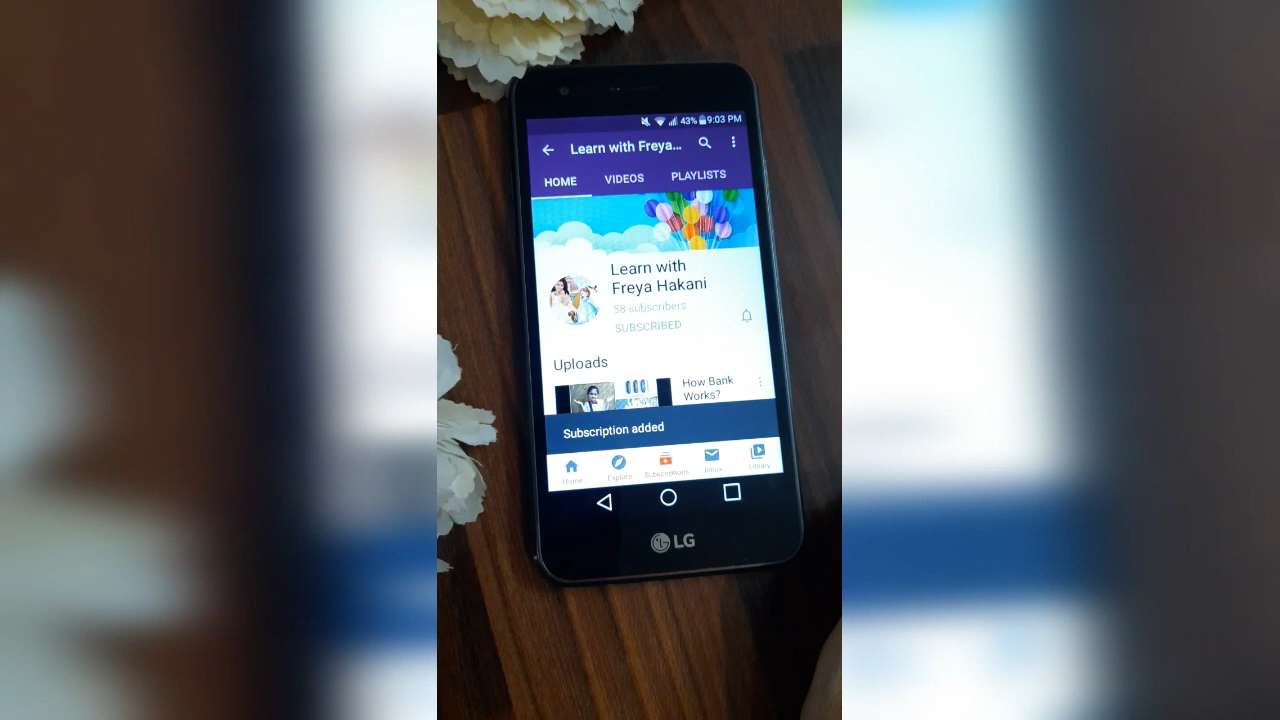 43% 9:03 PM
Learn with Freya...
HOME VIDEOS PLAYLISTS
Learn with
Freya Hakani
58 subscribers
SUBSCRIBED
Uploads
How Bank
Works?
Subscription added
Home Explore Subscriptions Inbox Library
LG